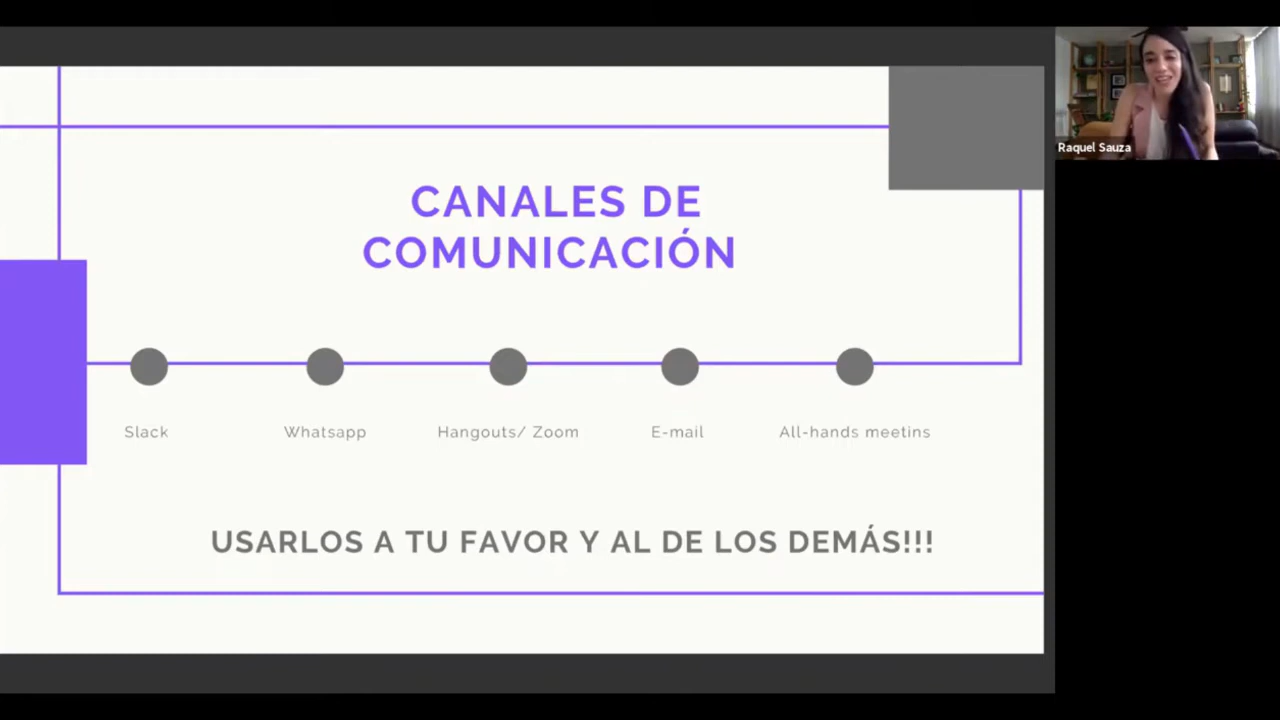 CANALES DE
COMUNICACIÓN
Slack
Whatsapp
Hangouts/ Zoom
E-mail
All-hands meetins
USARLOS A TU FAVOR Y AL DE LOS DEMÁS!!!
Raquel Sauza